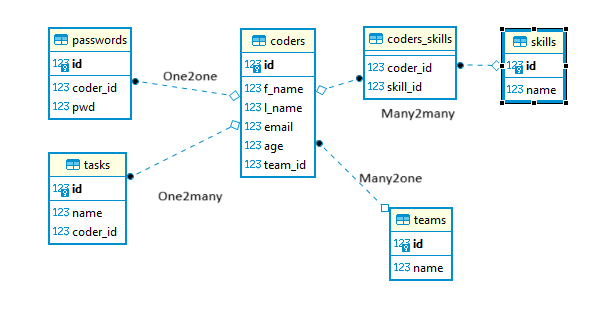 passwords
123 id
123 coder_id
123 pwd
One2one
coders
123 id
123 f_name
123 l_name
123 email
123 age
123 team_id
coders_skills
123 coder_id
123 skill_id
Many2many
skills
123 id
123 name
tasks
123 id
123 name
123 coder_id
One2many
Many2one
teams
123 id
123 name